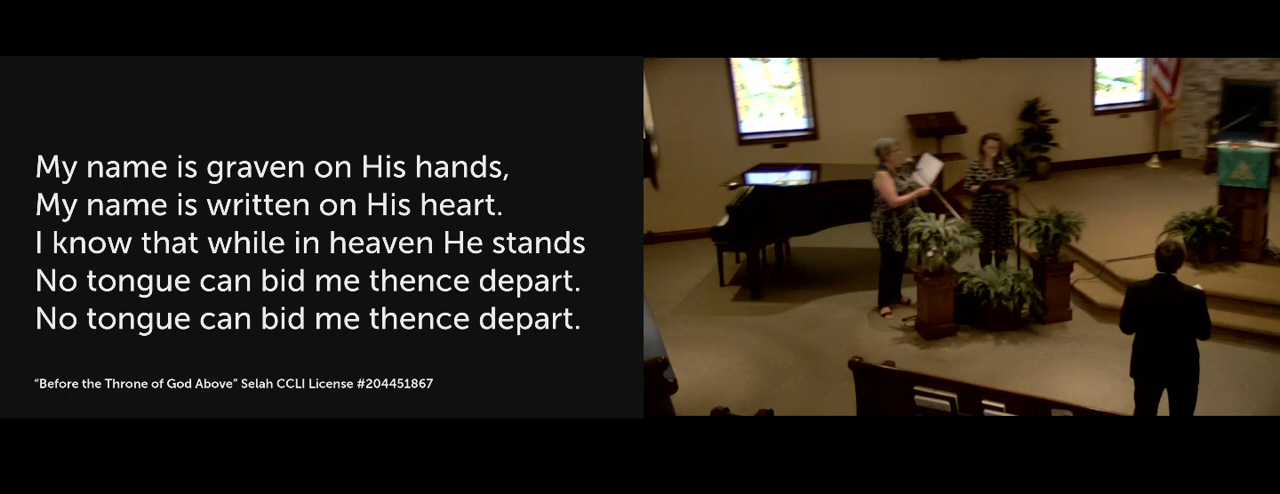 My name is graven on His hands,
My name is written on His heart.
I know that while in heaven He stands
No tongue can bid me thence depart.
No tongue can bid me thence depart.
“Before the Throne of God Above” Selah CCLI License #204451867